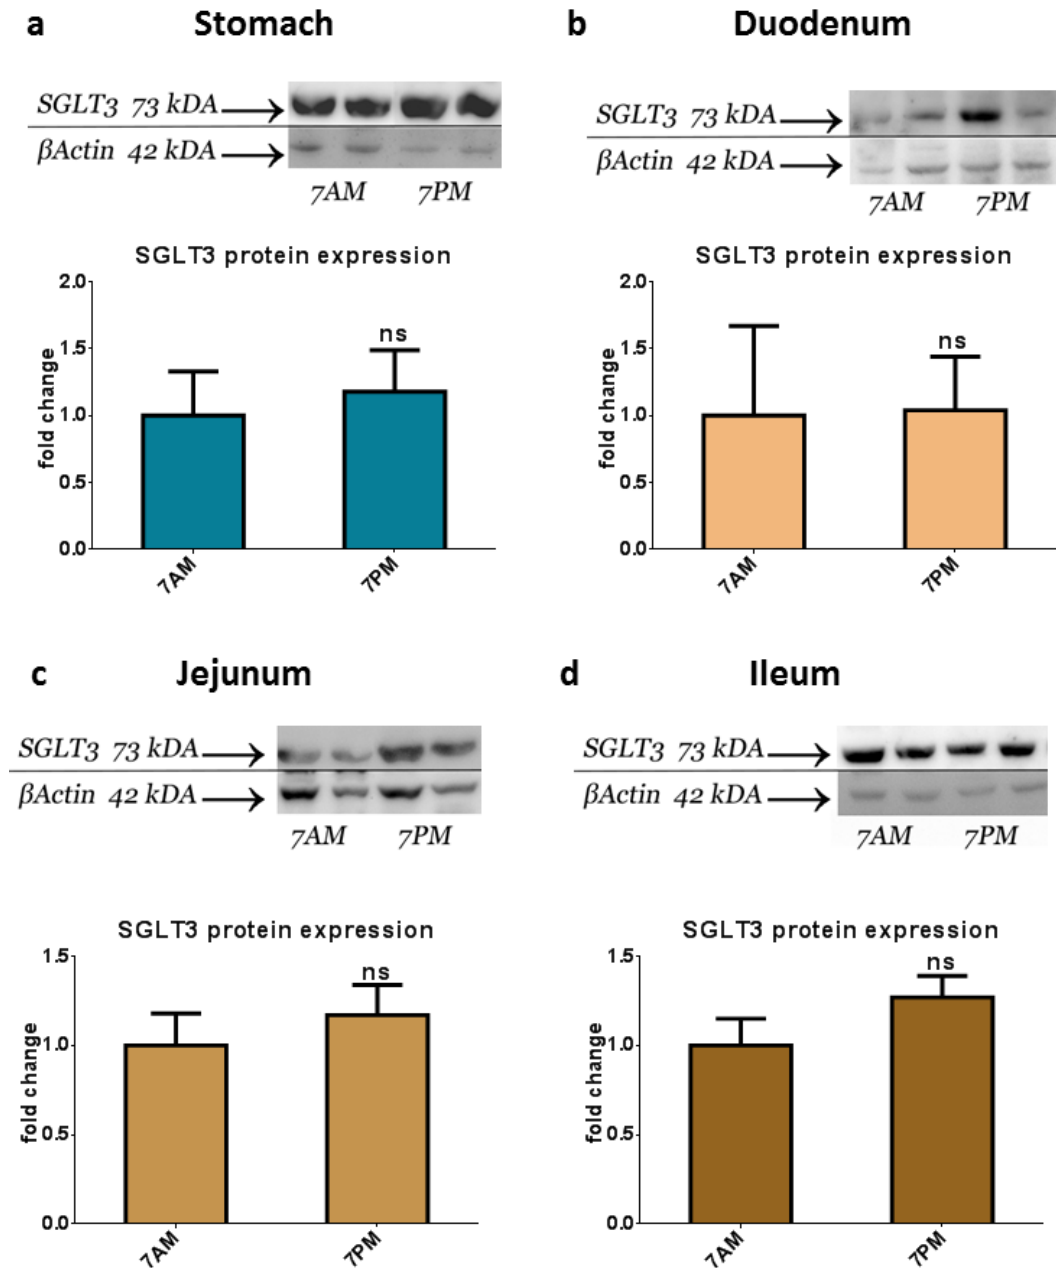 a Stomach
SGLT3 73 kDA
βActin 42 kDA
7AM 7PM
SGLT3 protein expression
fold change
2.0
1.5
1.0
0.5
0.0
ns
7AM 7PM
b Duodenum
SGLT3 73 kDA
βActin 42 kDA
7AM 7PM
SGLT3 protein expression
fold change
2.0
1.5
1.0
0.5
0.0
ns
7AM 7PM
c Jejunum
SGLT3 73 kDA
βActin 42 kDA
7AM 7PM
SGLT3 protein expression
fold change
1.5
1.0
0.5
0.0
ns
7AM 7PM
d Ileum
SGLT3 73 kDA
βActin 42 kDA
7AM 7PM
SGLT3 protein expression
fold change
1.5
1.0
0.5
0.0
ns
7AM 7PM